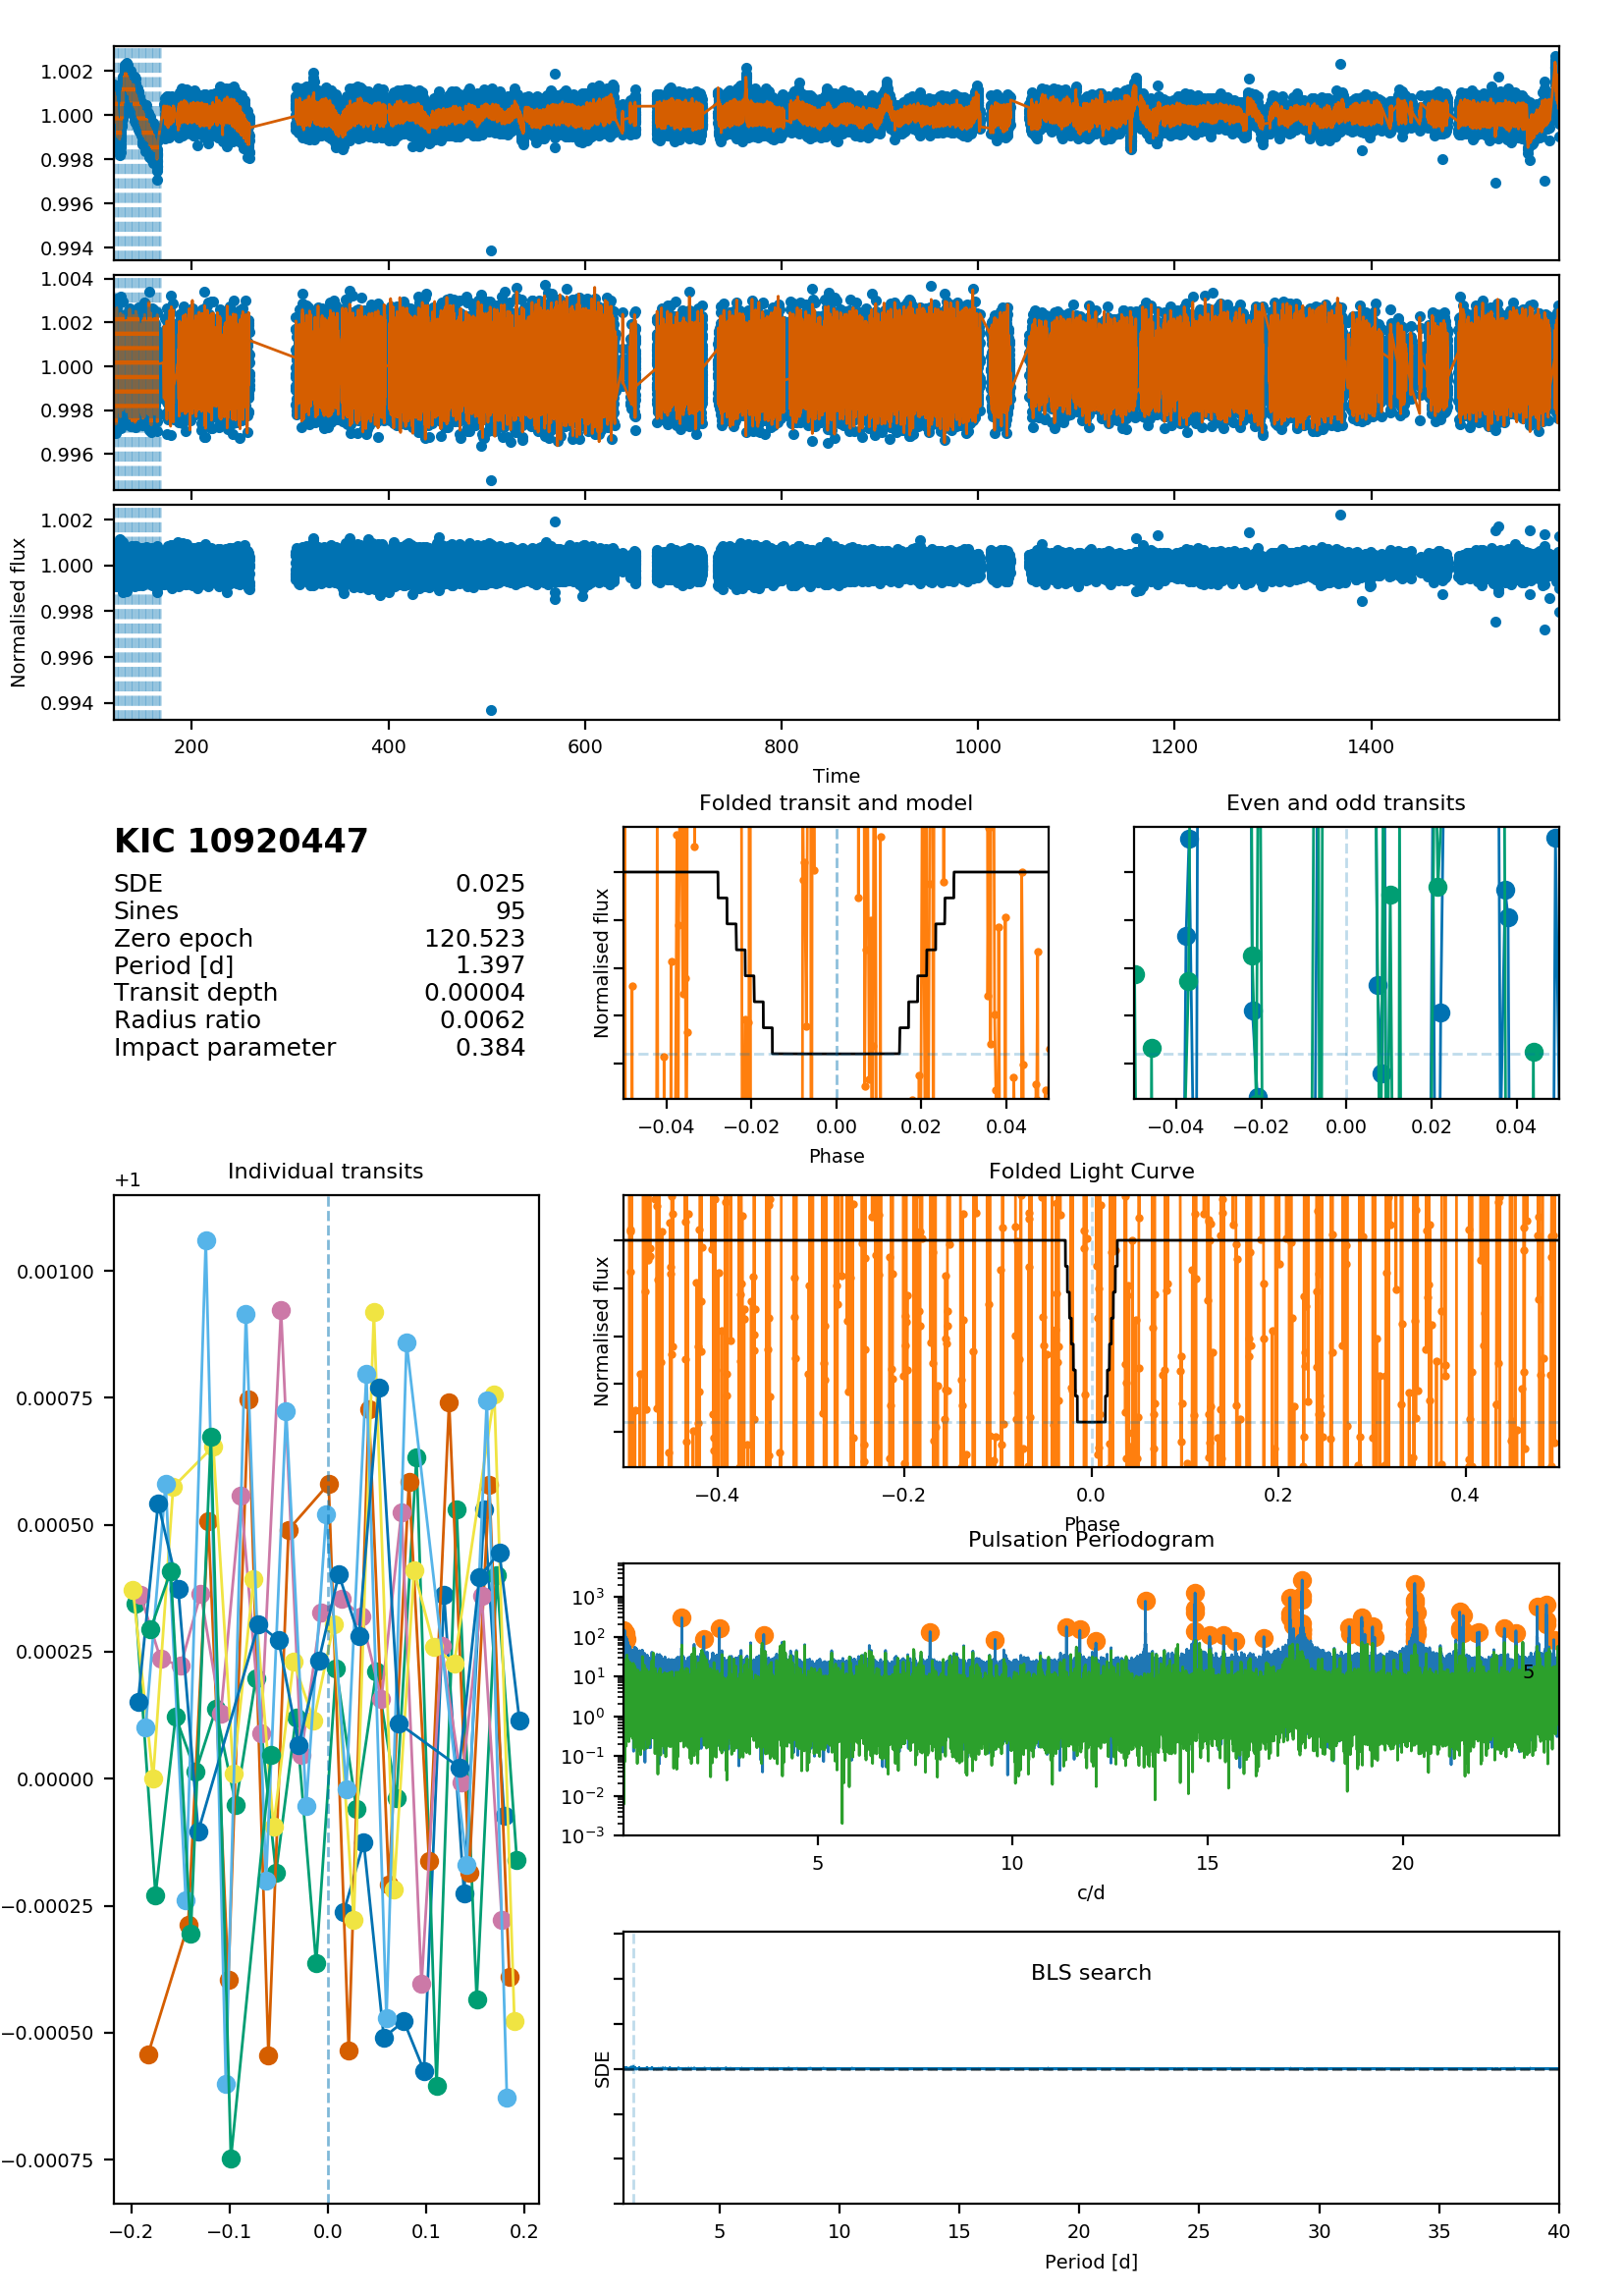 1.002
1.000
0.998
0.996
0.994
1.004
1.002
1.000
0.998
0.996
1.002
1.000
0.998
0.996
0.994
Normalised flux
200 400 600 800 1000 1200 1400
Time
KIC 10920447
SDE 0.025
Sines 95
Zero epoch 120.523
Period [d] 1.397
Transit depth 0.00004
Radius ratio 0.0062
Impact parameter 0.384
Folded transit and model
Normalised flux
−0.04 −0.02 0.00 0.02 0.04
Phase
Even and odd transits
−0.04 −0.02 0.00 0.02 0.04
Individual transits
+1
0.00100
0.00075
0.00050
0.00025
0.00000
−0.00025
−0.00050
−0.00075
−0.2 −0.1 0.0 0.1 0.2
Folded Light Curve
Normalised flux
−0.4 −0.2 0.0 0.2 0.4
Phase
Pulsation Periodogram
10³
10²
10¹
10⁰
10⁻¹
10⁻²
10⁻³
5
5 10 15 20
c/d
BLS search
SDE
5 10 15 20 25 30 35 40
Period [d]